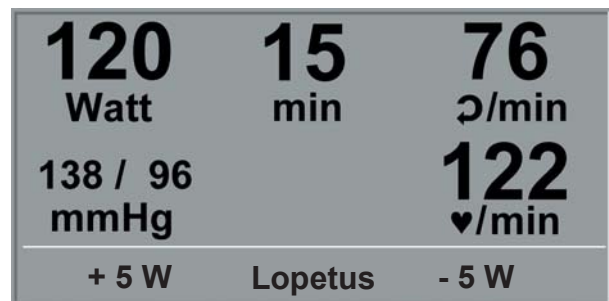 120 15 76
Watt min ↻/min
138 / 96 122
mmHg ♥/min
+ 5 W Lopetus - 5 W